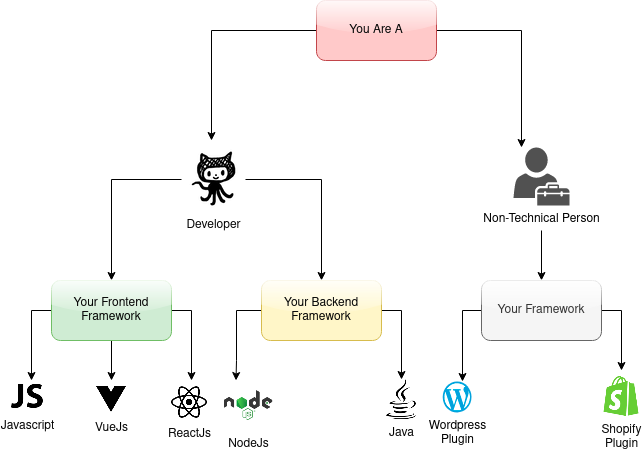 You Are A
Developer
Non-Technical Person
Your Frontend
Framework
Your Backend
Framework
Your Framework
JS
Javascript
VueJs
ReactJs
node
JS
NodeJs
Java
Wordpress
Plugin
Shopify
Plugin